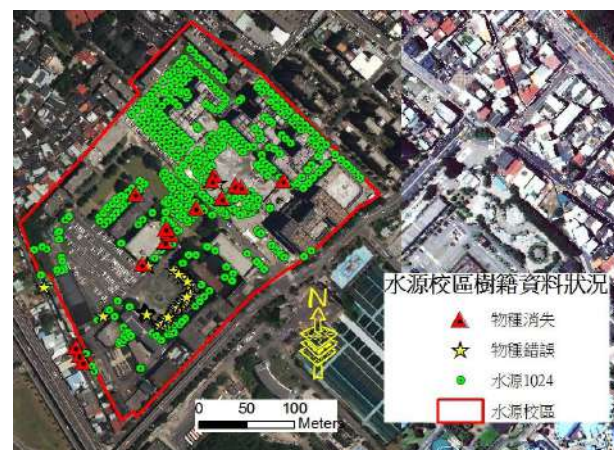 水源校區樹籍資料狀況
物種消失
物種錯誤
水源1024
水源校區
N
0 50 100
Meters